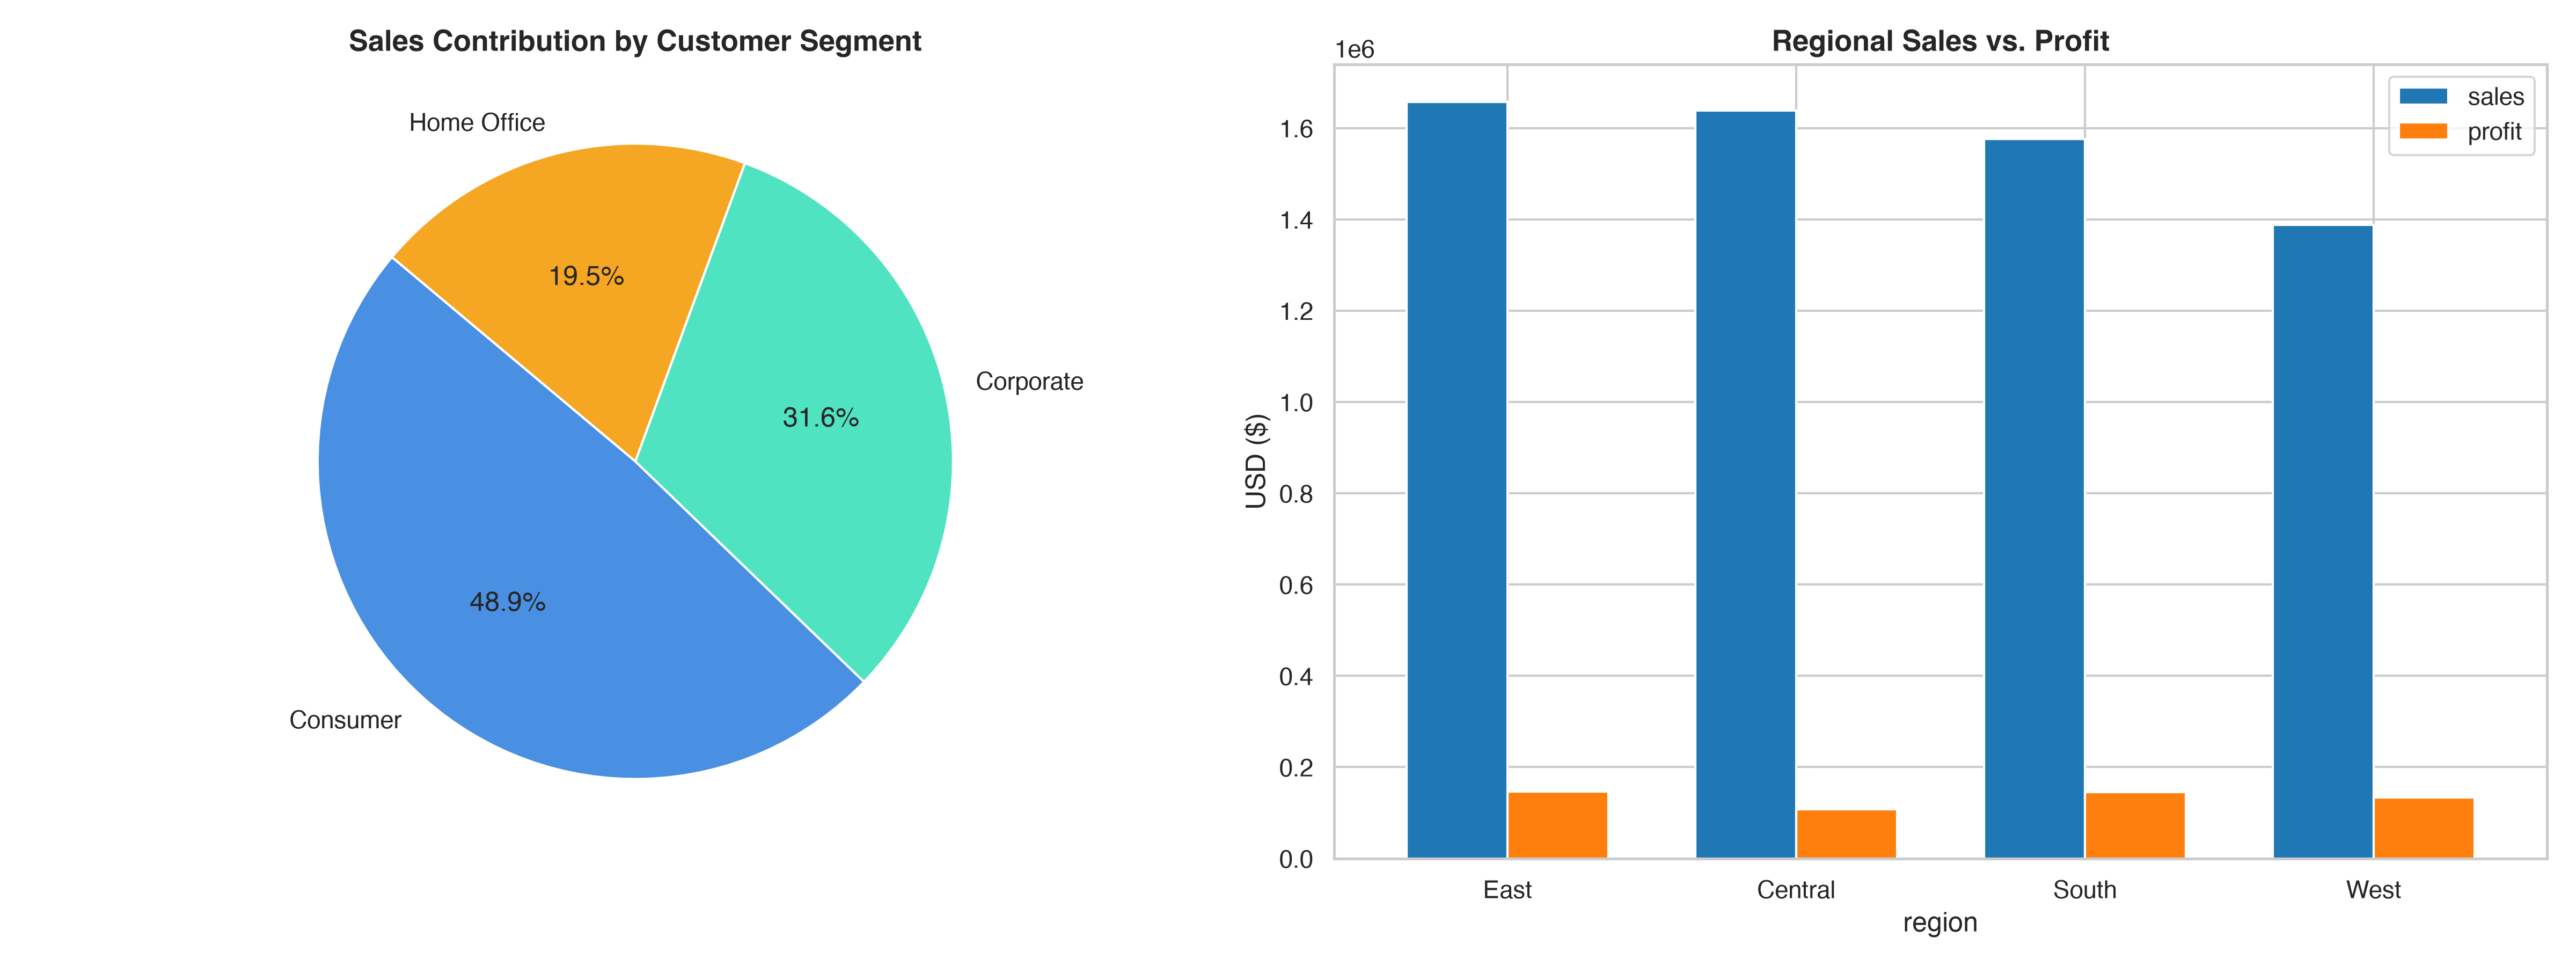 Sales Contribution by Customer Segment
Home Office
19.5%
Corporate
31.6%
48.9%
Consumer
Regional Sales vs. Profit
1e6
sales
profit
1.6
1.4
1.2
1.0
0.8
0.6
0.4
0.2
0.0
USD ($)
East
Central
South
West
region